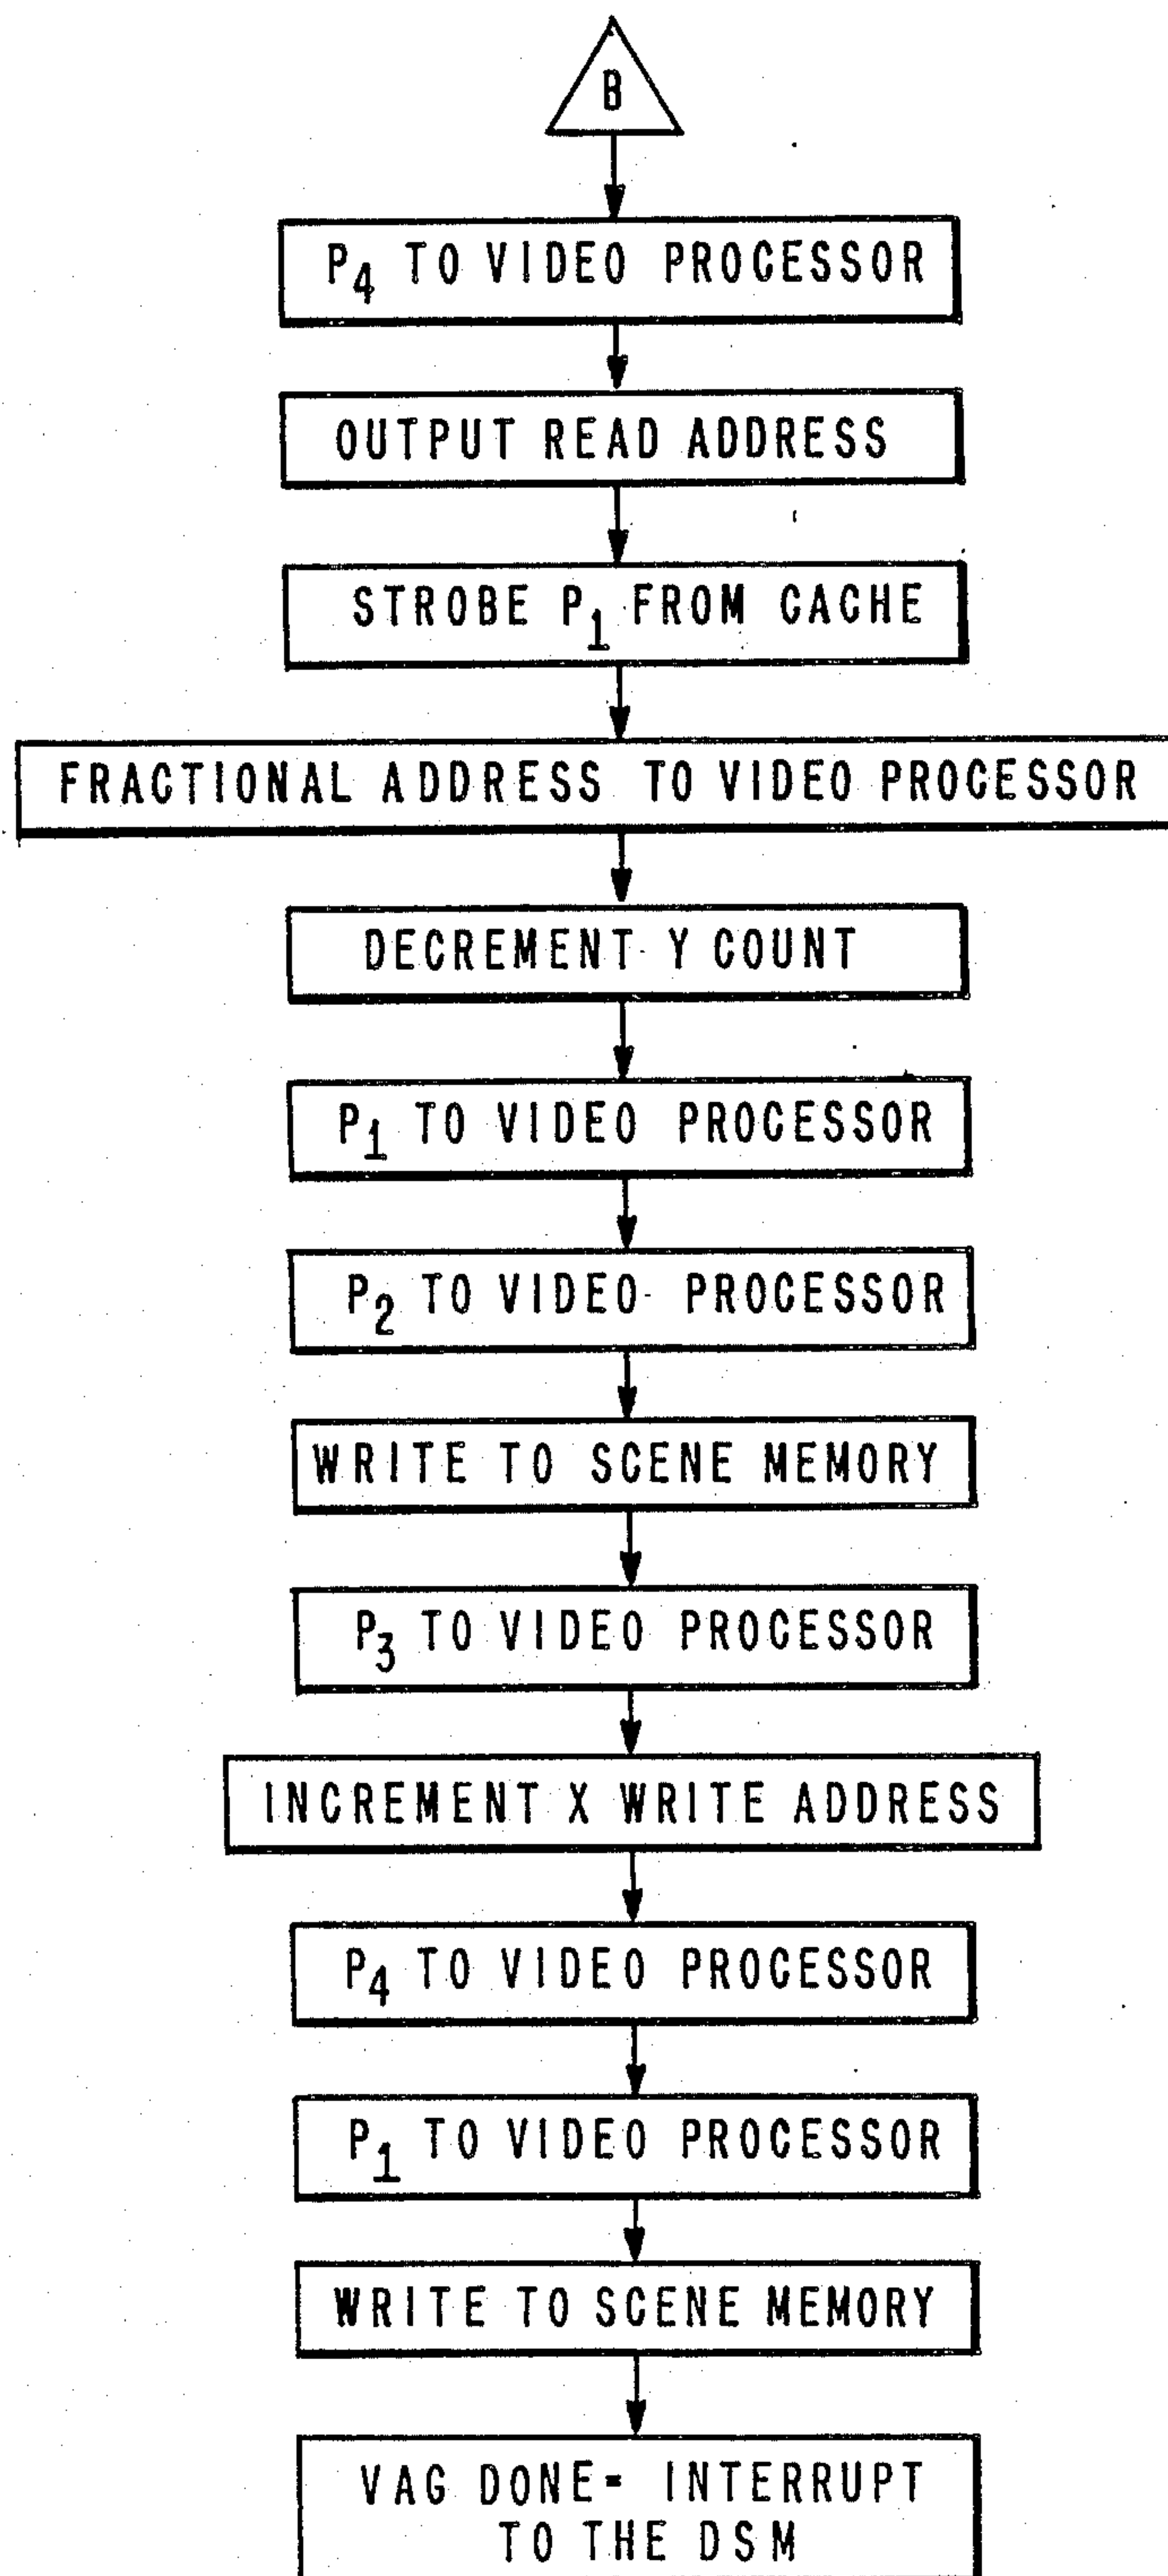 B
P4 TO VIDEO PROCESSOR
OUTPUT READ ADDRESS
STROBE P1 FROM CACHE
FRACTIONAL ADDRESS TO VIDEO PROCESSOR
DECREMENT Y COUNT
P1 TO VIDEO PROCESSOR
P2 TO VIDEO PROCESSOR
WRITE TO SCENE MEMORY
P3 TO VIDEO PROCESSOR
INCREMENT X WRITE ADDRESS
P4 TO VIDEO PROCESSOR
P1 TO VIDEO PROCESSOR
WRITE TO SCENE MEMORY
VAG DONE= INTERRUPT
TO THE DSM